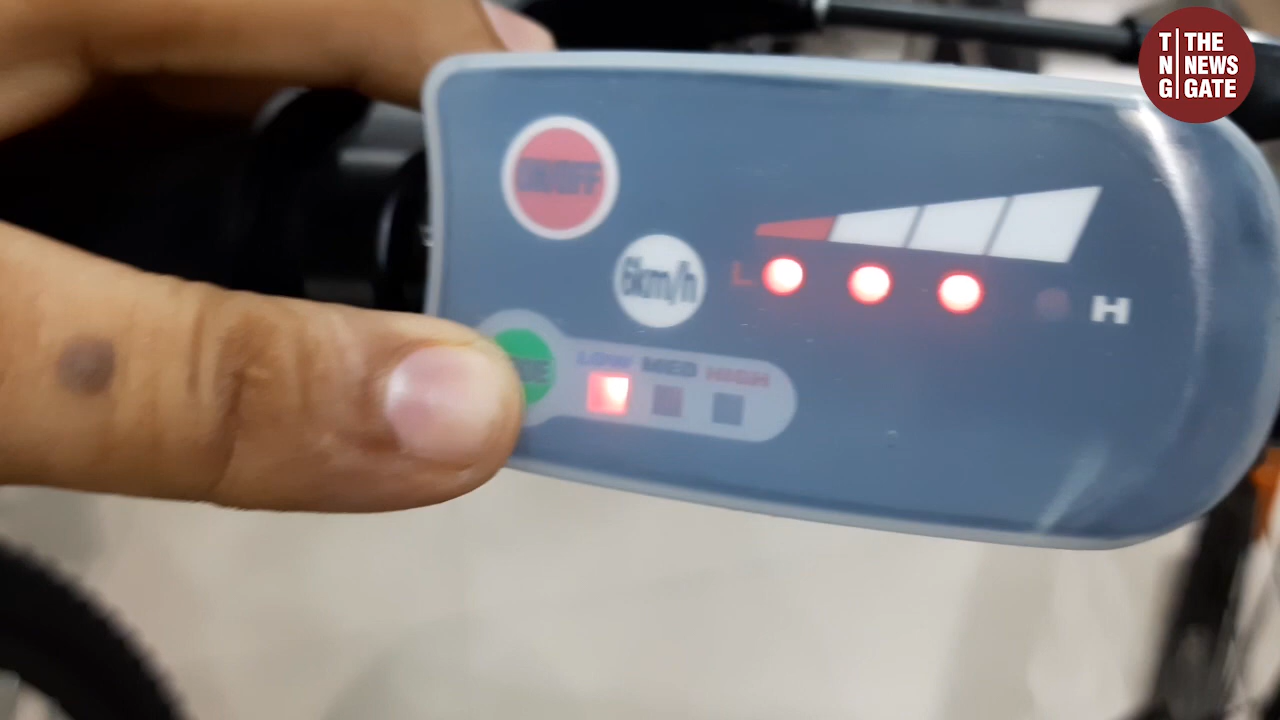 T THE
N NEWS
G GATE
ON/OFF
6km/h
L
H
LOW MED HIGH